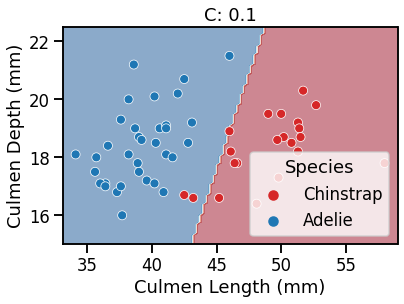 C: 0.1
22
20
18
16
Culmen Depth (mm)
Species
Chinstrap
Adelie
35
40
45
50
55
Culmen Length (mm)